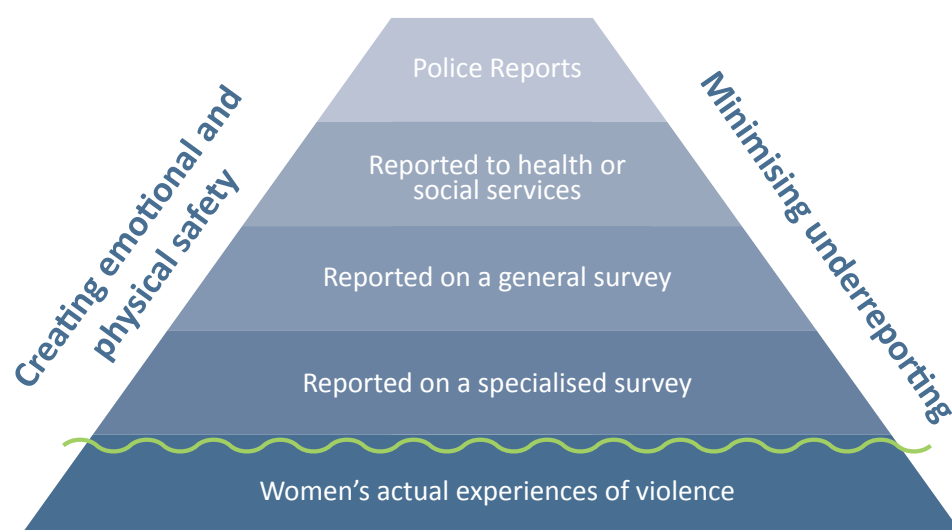 Police Reports
Reported to health or
social services
Reported on a general survey
Reported on a specialised survey
Women’s actual experiences of violence
Creating emotional and
physical safety
Minimising underreporting